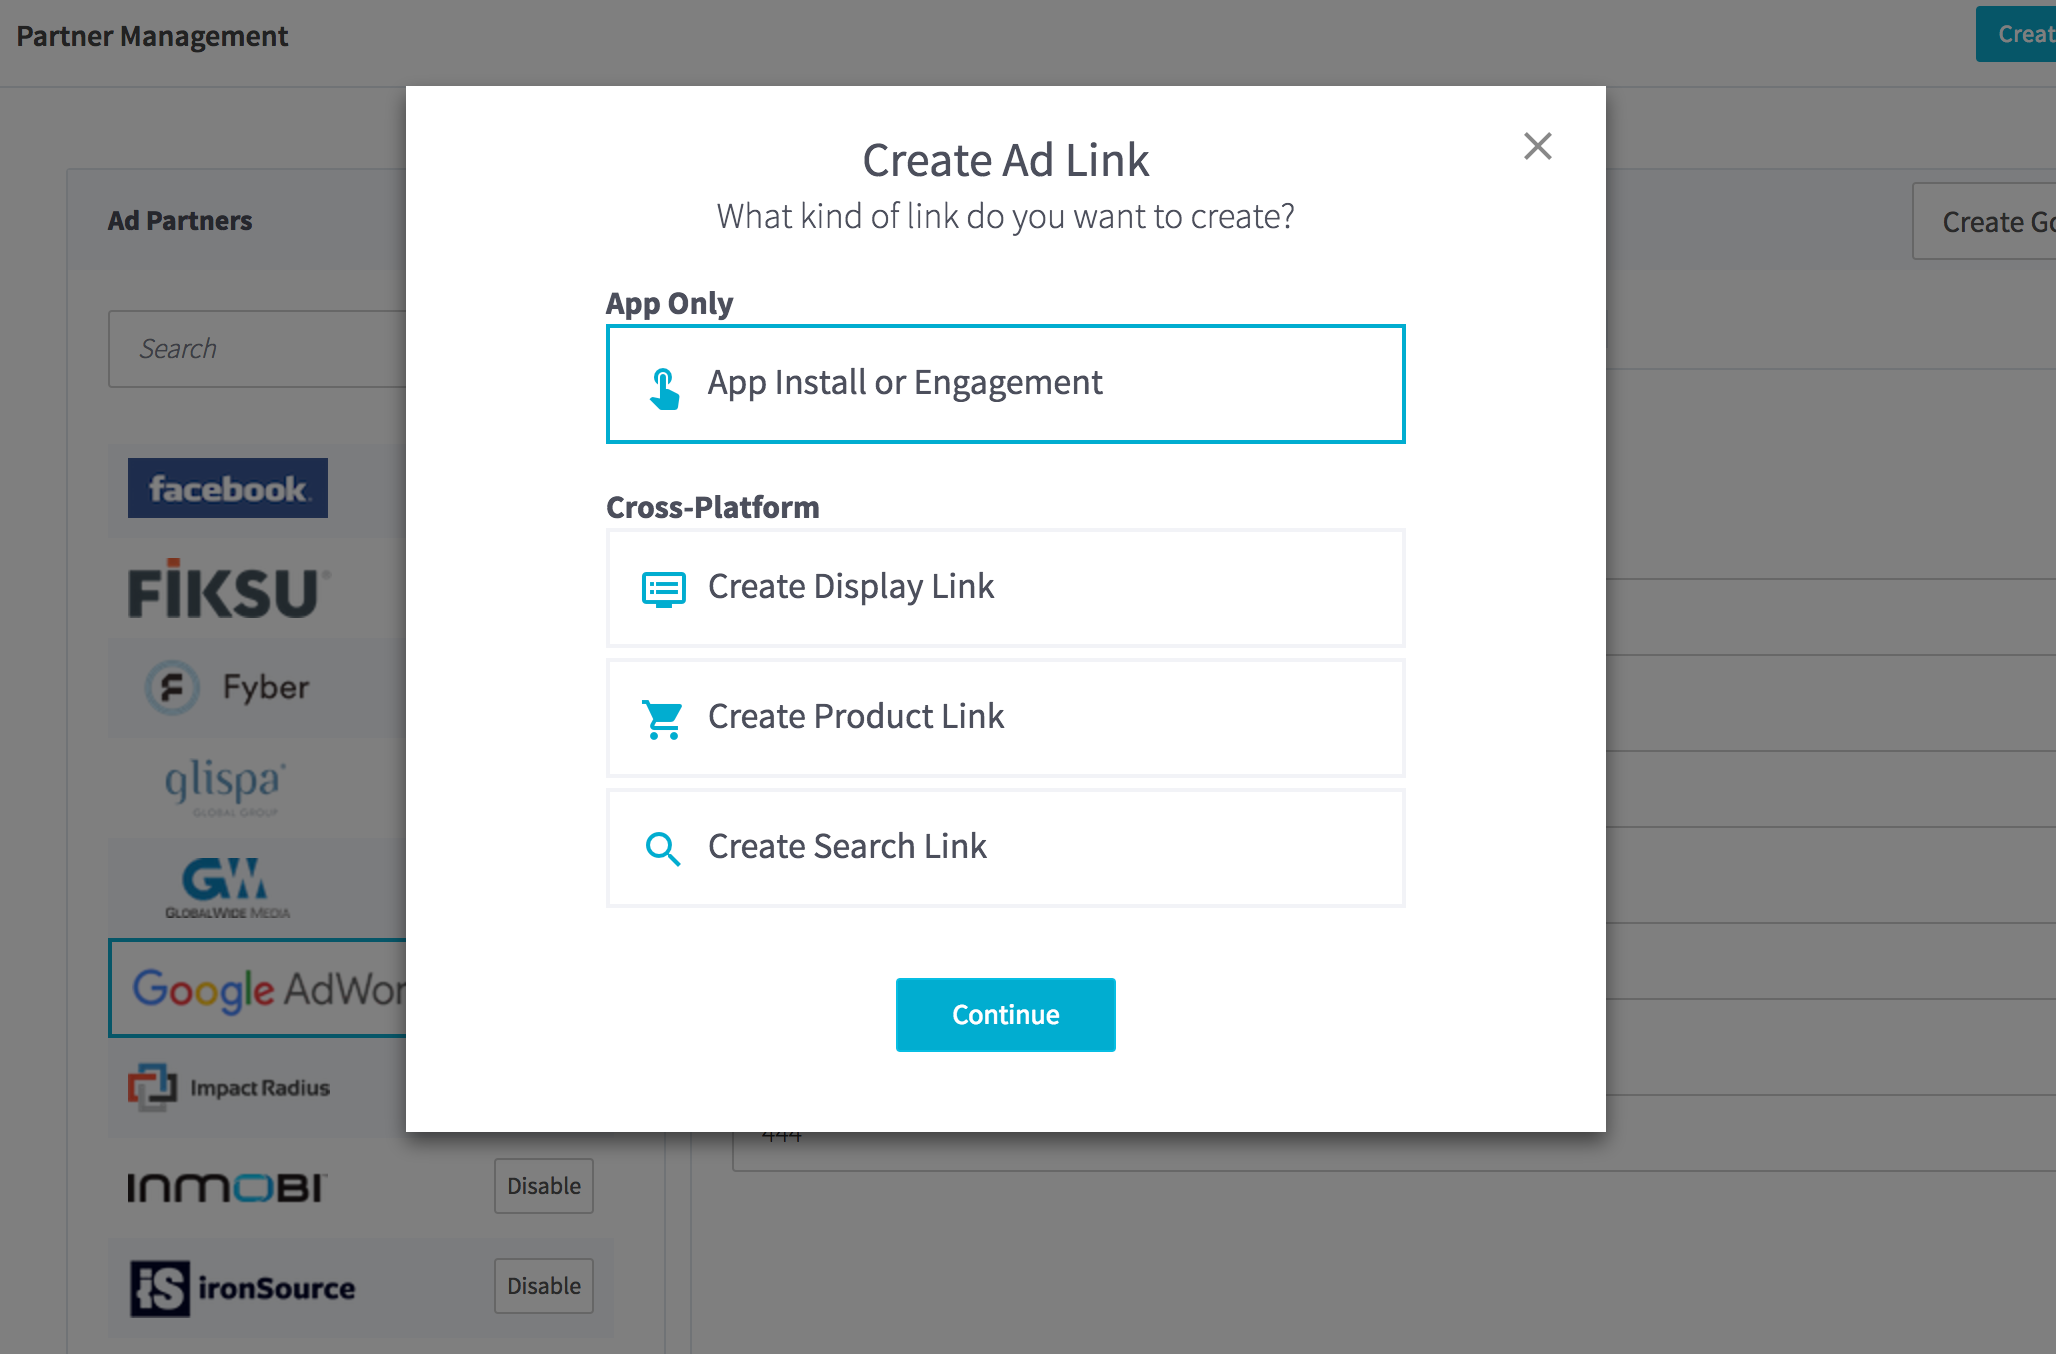 Partner Management
Creat
Create Ad Link
What kind of link do you want to create?
Ad Partners
Create Go
Search
App Only
App Install or Engagement
facebook.
Cross-Platform
FIKSU
Create Display Link
Fyber
Create Product Link
glispa
GLOBAL GROUP
Create Search Link
GW
GLOBALWIDE MEDIA
Google AdWor
Continue
Impact Radius
444
INMOBI
Disable
iS ironSource
Disable